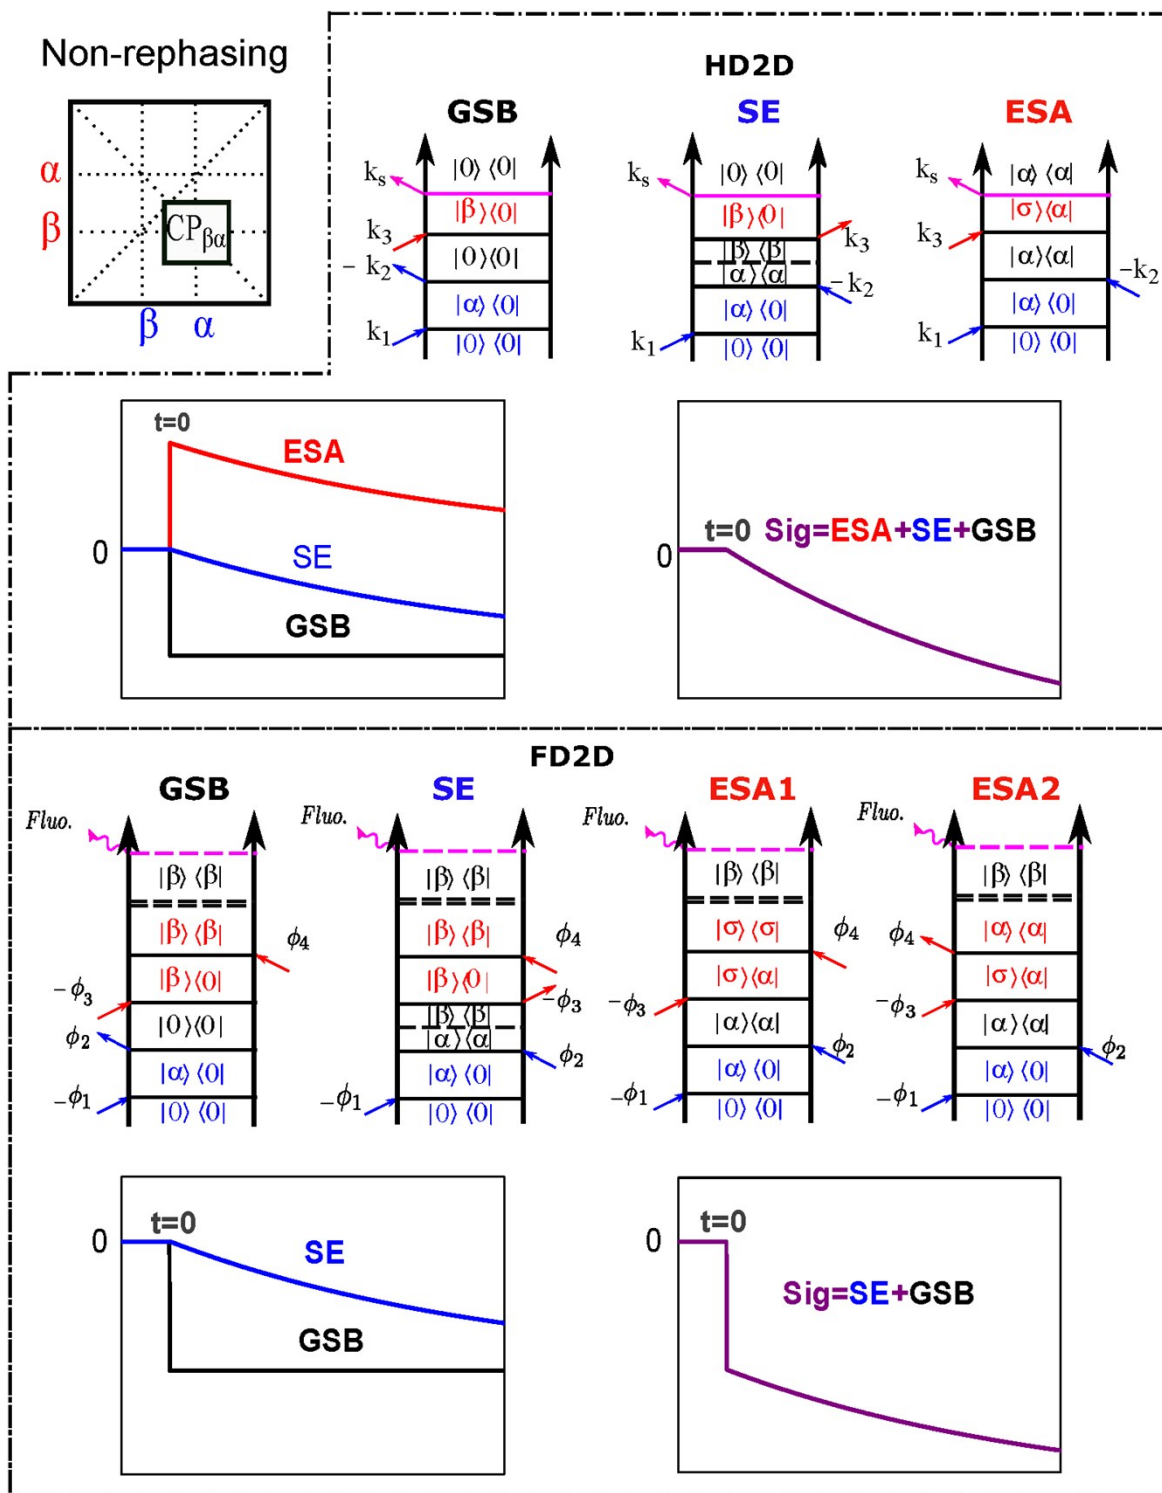 Non-rephasing
α
β
CPβα
β α
HD2D
GSB
ks
|0⟩ ⟨0|
|β⟩⟨0|
k3
|0⟩ ⟨0|
- k2
|α⟩ ⟨0|
k1
|0⟩ ⟨0|
SE
ks
|0⟩ ⟨0|
|β⟩⟨0|
k3
|β⟩⟨β|
|α⟩⟨α|
-k2
|α⟩ ⟨0|
k1
|0⟩ ⟨0|
ESA
ks
|α⟩ ⟨α|
|σ⟩⟨α|
k3
|α⟩ ⟨α|
-k2
|α⟩ ⟨0|
k1
|0⟩ ⟨0|
t=0
ESA
0
SE
GSB
t=0 Sig=ESA+SE+GSB
0
FD2D
GSB
Fluo.
|β⟩ ⟨β|
|β⟩ ⟨β|
ϕ4
|β⟩⟨0|
-ϕ3
|0⟩ ⟨0|
ϕ2
|α⟩ ⟨0|
-ϕ1
|0⟩ ⟨0|
SE
Fluo.
|β⟩ ⟨β|
|β⟩ ⟨β|
ϕ4
|β⟩⟨0|
-ϕ3
|β⟩ ⟨β|
|α⟩ ⟨α|
ϕ2
|α⟩ ⟨0|
-ϕ1
|0⟩ ⟨0|
ESA1
Fluo.
|β⟩ ⟨β|
|σ⟩ ⟨σ|
ϕ4
|σ⟩⟨α|
-ϕ3
|α⟩ ⟨α|
ϕ2
|α⟩ ⟨0|
-ϕ1
|0⟩ ⟨0|
ESA2
Fluo.
|β⟩ ⟨β|
|α⟩ ⟨α|
ϕ4
|σ⟩⟨α|
-ϕ3
|α⟩ ⟨α|
ϕ2
|α⟩ ⟨0|
-ϕ1
|0⟩ ⟨0|
t=0
0
SE
GSB
t=0
0
Sig=SE+GSB